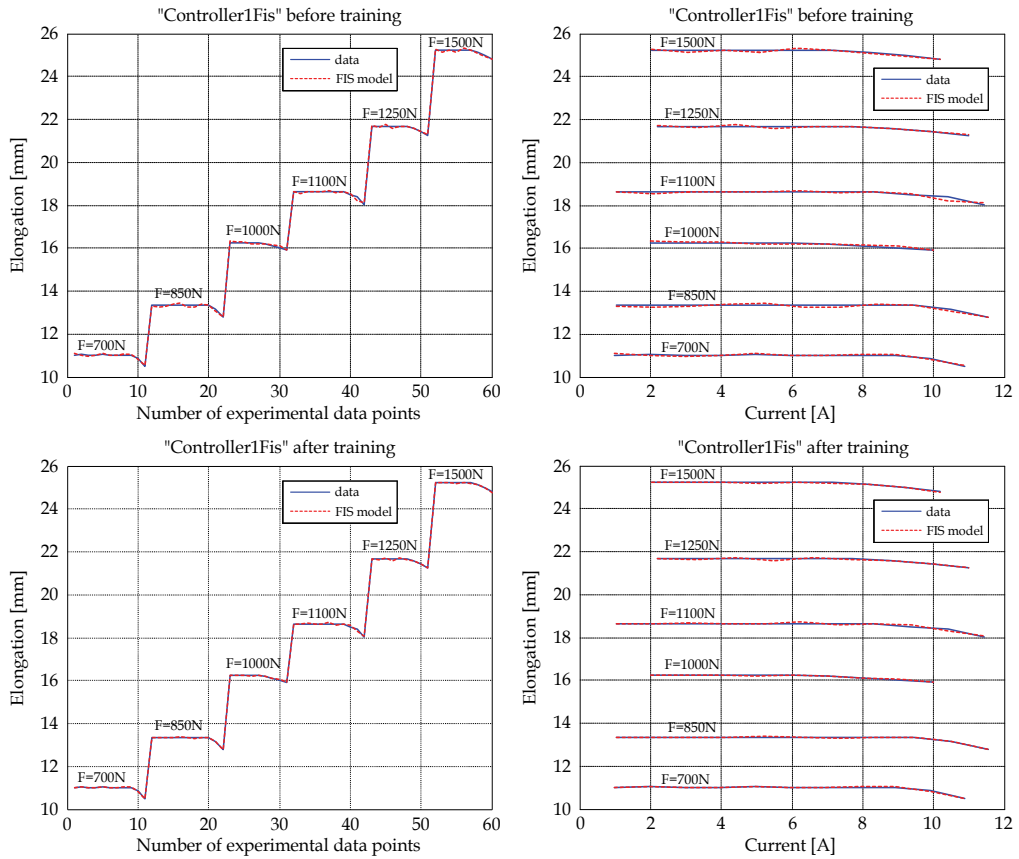 "Controller1Fis" before training
Elongation [mm]
26
24
22
20
18
16
14
12
10
F=1500N
data
FIS model
F=1250N
F=1100N
F=1000N
F=850N
F=700N
0 10 20 30 40 50 60
Number of experimental data points
"Controller1Fis" before training
Elongation [mm]
26
24
22
20
18
16
14
12
10
F=1500N
data
FIS model
F=1250N
F=1100N
F=1000N
F=850N
F=700N
0 2 4 6 8 10 12
Current [A]
"Controller1Fis" after training
Elongation [mm]
26
24
22
20
18
16
14
12
10
F=1500N
data
FIS model
F=1250N
F=1100N
F=1000N
F=850N
F=700N
0 10 20 30 40 50 60
Number of experimental data points
"Controller1Fis" after training
Elongation [mm]
26
24
22
20
18
16
14
12
10
F=1500N
data
FIS model
F=1250N
F=1100N
F=1000N
F=850N
F=700N
0 2 4 6 8 10 12
Current [A]